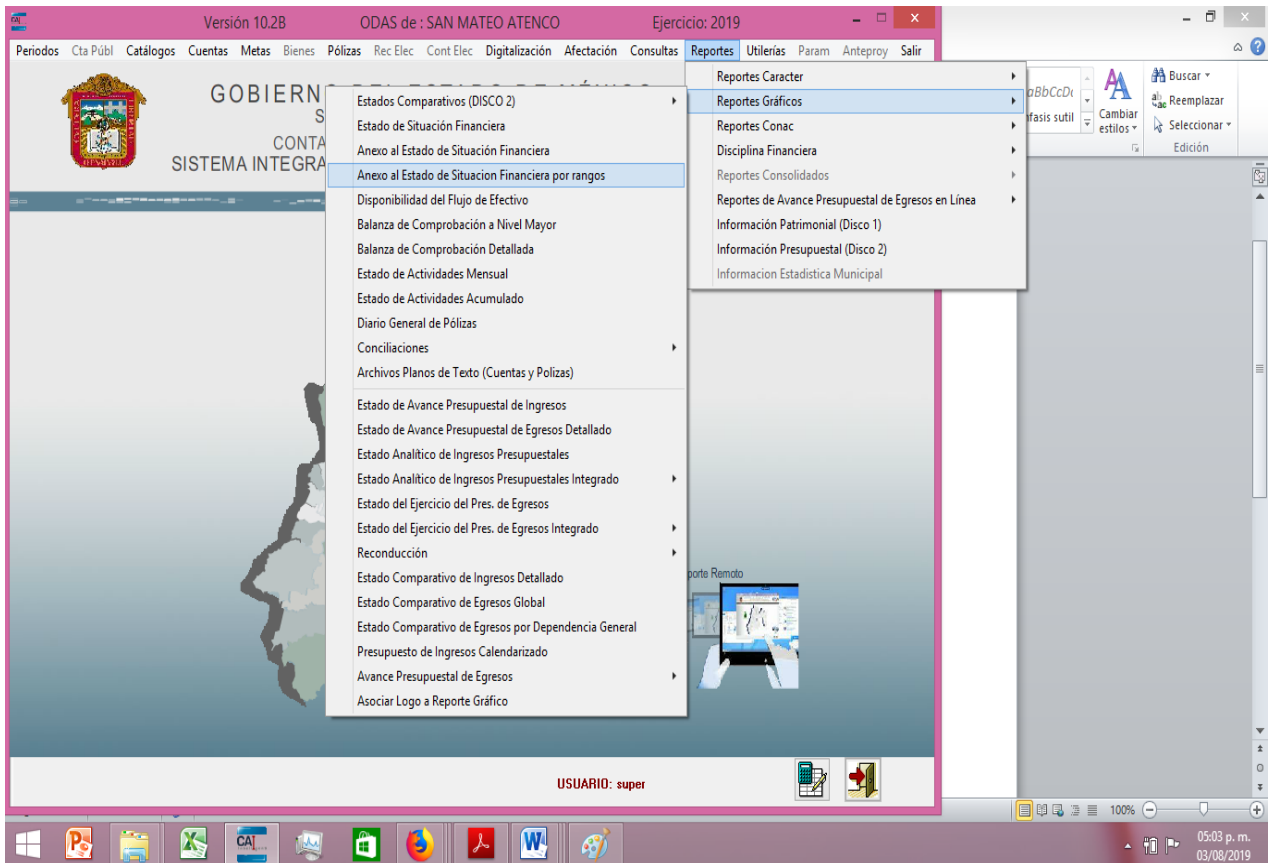 Versión 10.2B ODAS de : SAN MATEO ATENCO Ejercicio: 2019
Periodos Cta Públ Catálogos Cuentas Metas Bienes Pólizas Rec Elec Cont Elec Digitalización Afectación Consultas Reportes Utilerías Param Anteproy Salir
GOBIERN
CONTA
SISTEMA INTEGRA
Reportes Caracter
Reportes Gráficos
Reportes Conac
Disciplina Financiera
Reportes Consolidados
Reportes de Avance Presupuestal de Egresos en Línea
Información Patrimonial (Disco 1)
Información Presupuestal (Disco 2)
Informacion Estadistica Municipal
Estados Comparativos (DISCO 2)
Estado de Situación Financiera
Anexo al Estado de Situación Financiera
Anexo al Estado de Situacion Financiera por rangos
Disponibilidad del Flujo de Efectivo
Balanza de Comprobación a Nivel Mayor
Balanza de Comprobación Detallada
Estado de Actividades Mensual
Estado de Actividades Acumulado
Diario General de Pólizas
Conciliaciones
Archivos Planos de Texto (Cuentas y Polizas)
Estado de Avance Presupuestal de Ingresos
Estado de Avance Presupuestal de Egresos Detallado
Estado Analítico de Ingresos Presupuestales
Estado Analítico de Ingresos Presupuestales Integrado
Estado del Ejercicio del Pres. de Egresos
Estado del Ejercicio del Pres. de Egresos Integrado
Reconducción
Estado Comparativo de Ingresos Detallado
Estado Comparativo de Egresos Global
Estado Comparativo de Egresos por Dependencia General
Presupuesto de Ingresos Calendarizado
Avance Presupuestal de Egresos
Asociar Logo a Reporte Gráfico
porte Remoto
USUARIO: super
aBbCcDc
nfasis sutil
Cambiar
estilos
Buscar
Reemplazar
Seleccionar
Edición
100%
05:03 p. m.
03/08/2019